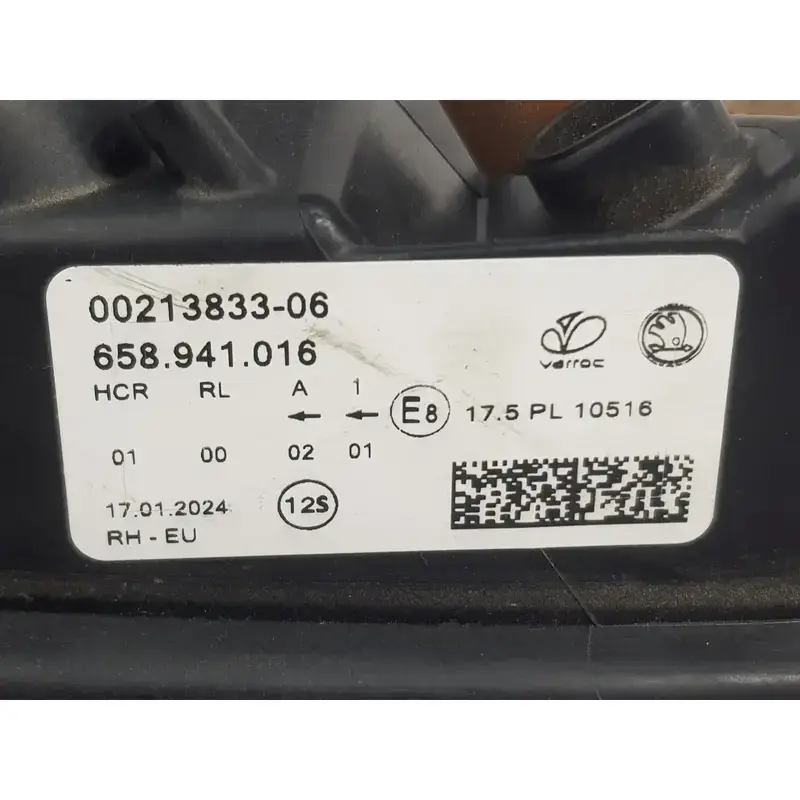 00213833-06
658.941.016
varroc
HCR RL A 1
← ← E8 17.5 PL 10516
01 00 02 01
17.01.2024 12S
RH - EU